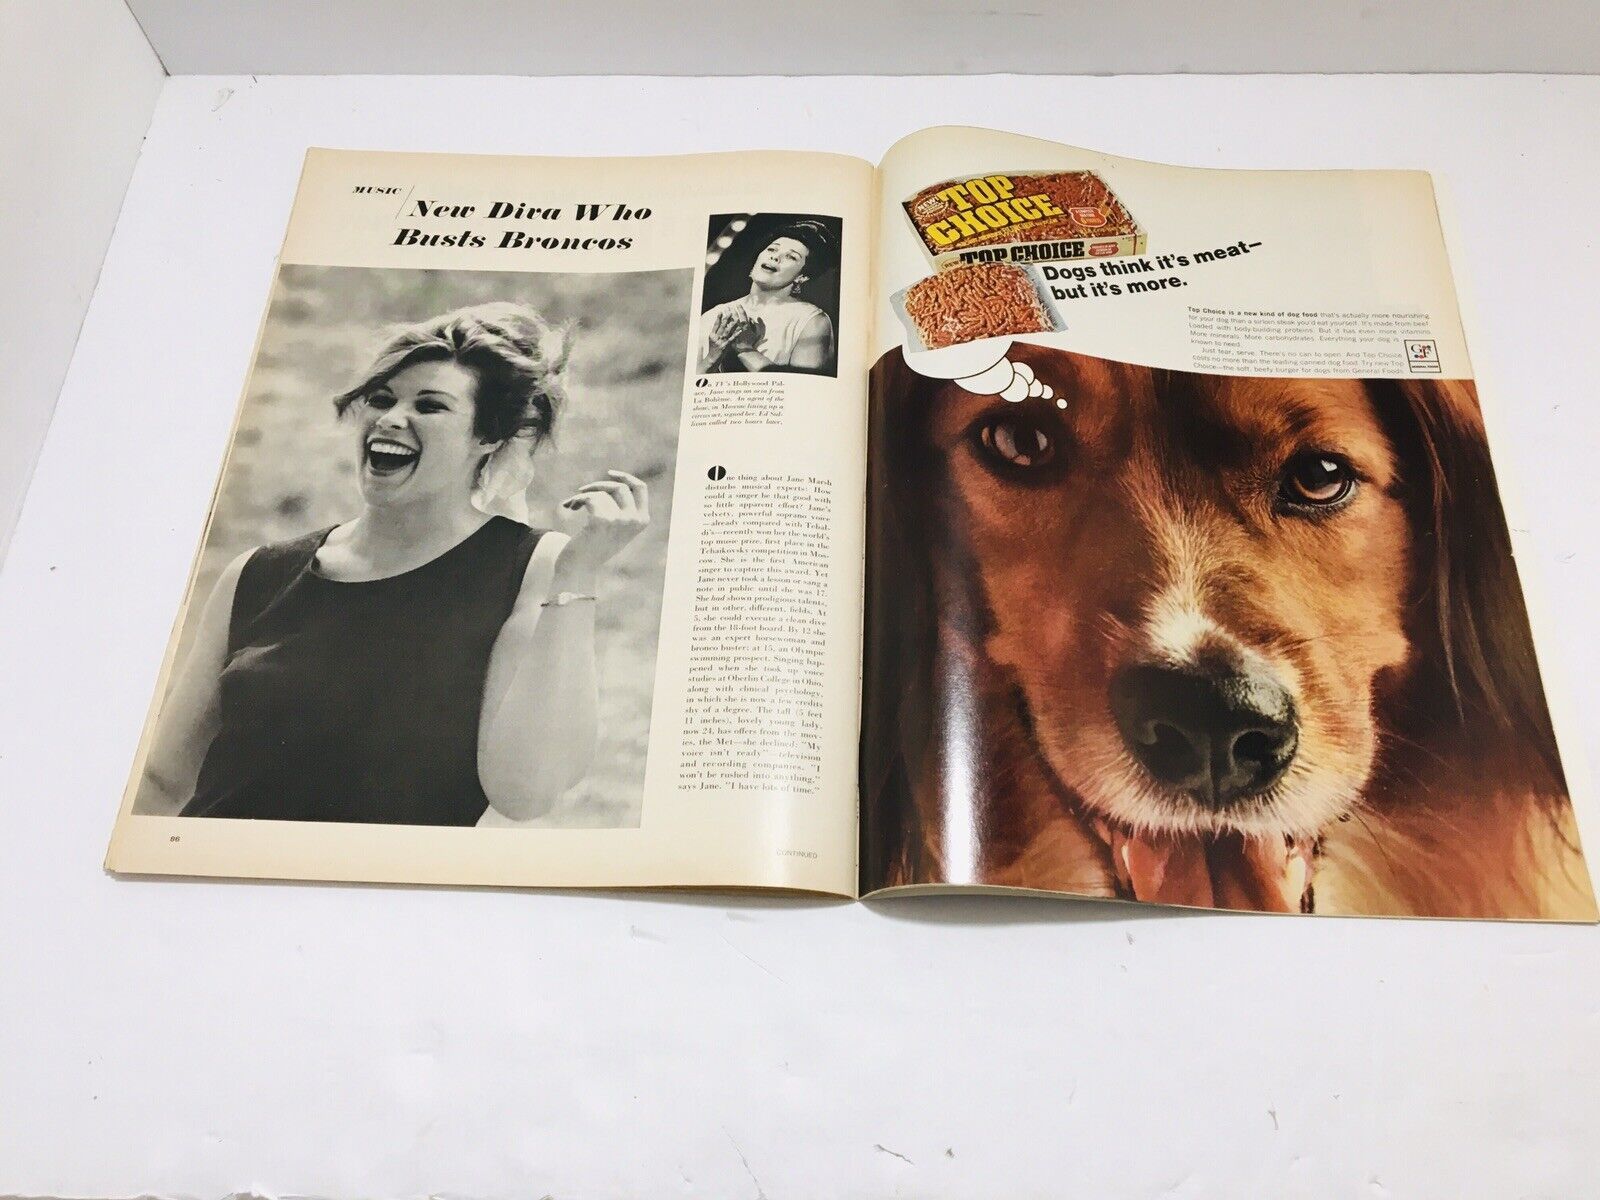 MUSIC
New Diva Who
Busts Broncos
On TV's Hollywood Pal-
ace, Jane sings an aria from
La Bohème. An agent of the
show, in Moscow lining up a
circus act, signed her. Ed Sul-
livan called two hours later.
One thing about Jane Marsh
disturbs musical experts: How
could a singer be that good with
so little apparent effort? Jane's
velvety, powerful soprano voice
—already compared with Tebal-
di's—recently won her the world's
top music prize, first place in the
Tchaikovsky competition in Mos-
cow. She is the first American
singer to capture this award. Yet
Jane never took a lesson or sang a
note in public until she was 17.
She had shown prodigious talents,
but in other, different, fields. At
5, she could execute a clean dive
from the 18-foot board. By 12 she
was an expert horsewoman and
bronco buster; at 15, an Olympic
swimming prospect. Singing hap-
pened when she took up voice
studies at Oberlin College in Ohio,
along with clinical psychology,
in which she is now a few credits
shy of a degree. The tall (5 feet
11 inches), lovely young lady,
now 24, has offers from the mov-
ies, the Met—she declined: "My
voice isn't ready"—television
and recording companies. "I
won't be rushed into anything,"
says Jane. "I have lots of time."
86
CONTINUED
NEW!
TOP
CHOICE
TOP CHOICE
Dogs think it's meat—
but it's more.
Top Choice is a new kind of dog food that's actually more nourishing
for your dog than a sirloin steak you'd eat yourself. It's made from beef.
Loaded with body-building proteins. But it has even more vitamins.
More minerals. More carbohydrates. Everything your dog is
known to need.
Just tear, serve. There's no can to open. And Top Choice
costs no more than the leading canned dog food. Try new Top
Choice—the soft, beefy burger for dogs from General Foods.
GF
GENERAL FOODS